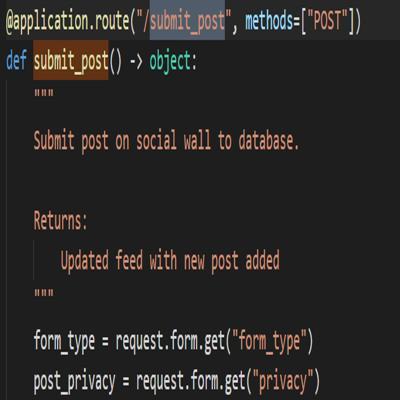 @application.route("/submit_post", methods=["POST"])
def submit_post() -> object:
"""
Submit post on social wall to database.
Returns:
Updated feed with new post added
"""
form_type = request.form.get("form_type")
post_privacy = request.form.get("privacy")